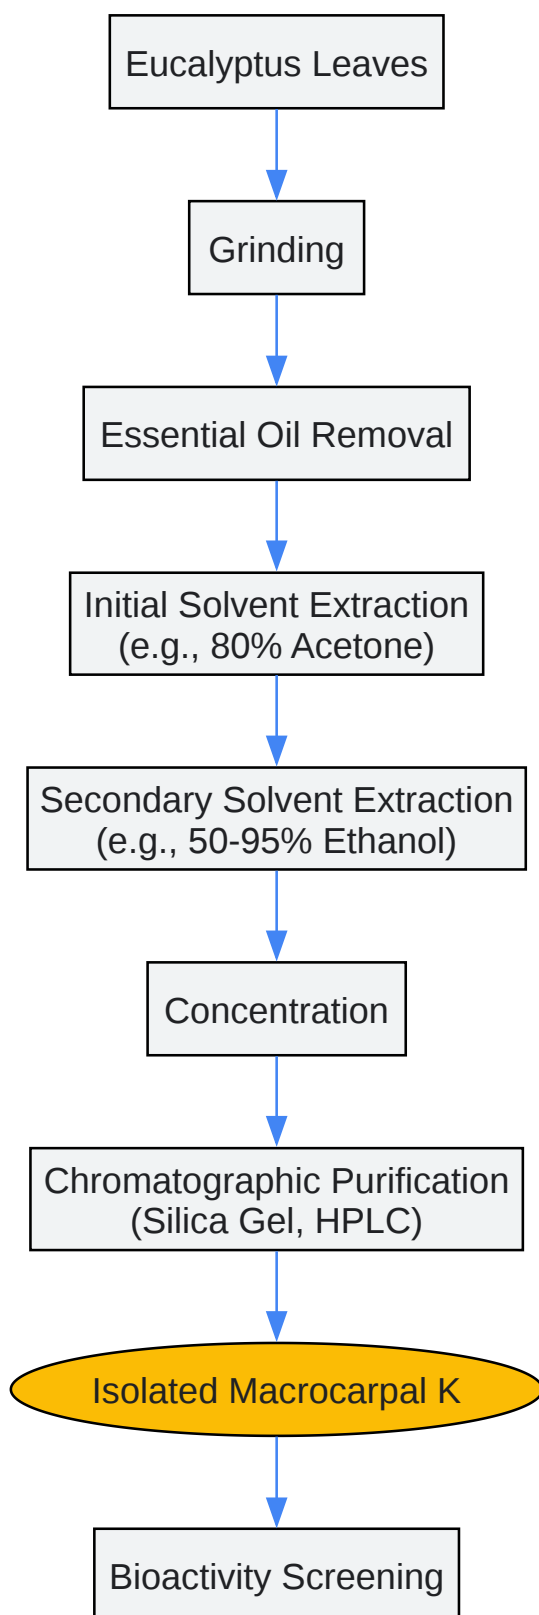 Eucalyptus Leaves
Grinding
Essential Oil Removal
Initial Solvent Extraction
(e.g., 80% Acetone)
Secondary Solvent Extraction
(e.g., 50-95% Ethanol)
Concentration
Chromatographic Purification
(Silica Gel, HPLC)
Isolated Macrocarpal K
Bioactivity Screening